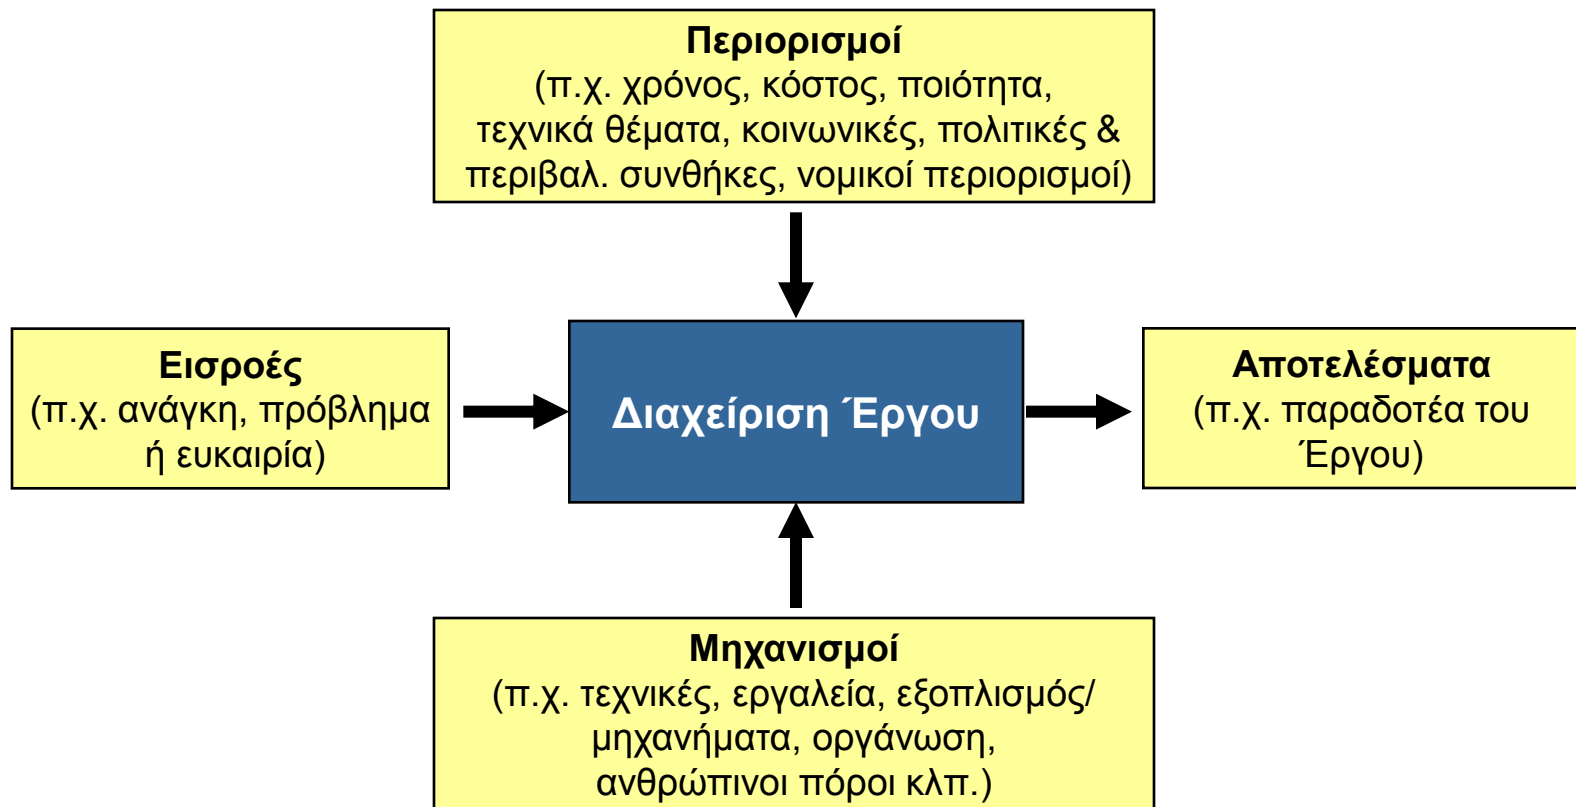 Περιορισμοί
(π.χ. χρόνος, κόστος, ποιότητα,
τεχνικά θέματα, κοινωνικές, πολιτικές &
περιβαλ. συνθήκες, νομικοί περιορισμοί)
Εισροές
(π.χ. ανάγκη, πρόβλημα
ή ευκαιρία)
Διαχείριση Έργου
Αποτελέσματα
(π.χ. παραδοτέα του
Έργου)
Μηχανισμοί
(π.χ. τεχνικές, εργαλεία, εξοπλισμός/
μηχανήματα, οργάνωση,
ανθρώπινοι πόροι κλπ.)